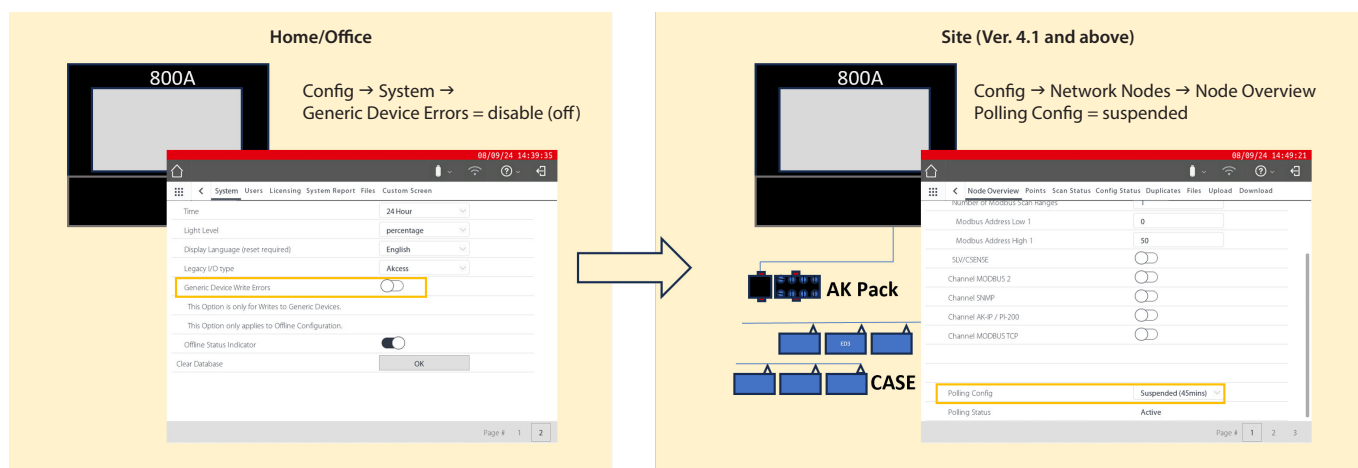 Home/Office
800A
Config → System →
Generic Device Errors = disable (off)
08/09/24 14:39:35
System Users Licensing System Report Files Custom Screen
Time 24 Hour
Light Level percentage
Display Language (reset required) English
Legacy I/O type Akcess
Generic Device Write Errors
This Option is only for Writes to Generic Devices.
This Option only applies to Offline Configuration.
Offline Status Indicator
Clear Database OK
Page # 1 2
Site (Ver. 4.1 and above)
800A
Config → Network Nodes → Node Overview
Polling Config = suspended
08/09/24 14:49:21
Node Overview Points Scan Status Config Status Duplicates Files Upload Download
Number of Modbus Scan Ranges 1
Modbus Address Low 1 0
Modbus Address High 1 50
SLV/CSENSE
Channel MODBUS 2
Channel SNMP
Channel AK-IP / PI-200
Channel MODBUS TCP
Polling Config Suspended (45mins)
Polling Status Active
Page # 1 2 3
AK Pack
ED3
CASE